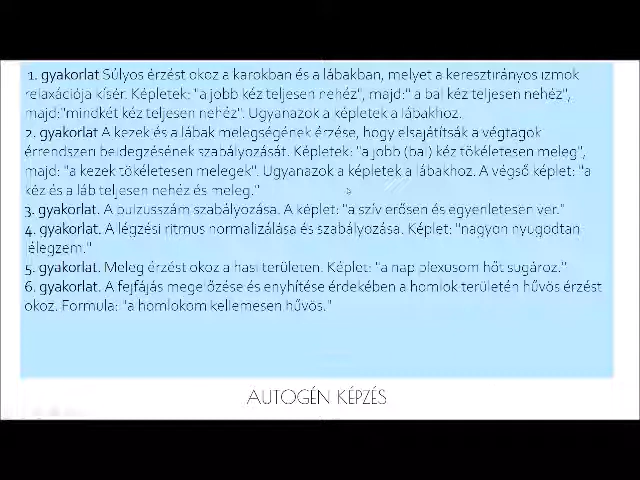 1. gyakorlat Súlyos érzést okoz a karokban és a lábakban, melyet a keresztirányos izmok
relaxációja kísér. Képletek: "a jobb kéz teljesen nehéz", majd:" a bal kéz teljesen nehéz",
majd:"mindkét kéz teljesen nehéz". Ugyanazok a képletek a lábakhoz.
2. gyakorlat A kezek és a lábak melegségének érzése, hogy elsajátítsák a végtagok
érrendszeri beidegzésének szabályozását. Képletek: "a jobb (bal) kéz tökéletesen meleg",
majd: "a kezek tökéletesen melegek". Ugyanazok a képletek a lábakhoz. A végső képlet: "a
kéz és a láb teljesen nehéz és meleg."
3. gyakorlat. A pulzusszám szabályozása. A képlet: "a szív erősen és egyenletesen ver."
4. gyakorlat. A légzési ritmus normalizálása és szabályozása. Képlet: "nagyon nyugodtan
lélegzem."
5. gyakorlat. Meleg érzést okoz a hasi területen. Képlet: "a nap plexusom hőt sugároz."
6. gyakorlat. A fejfájás megelőzése és enyhítése érdekében a homlok területén hűvös érzést
okoz. Formula: "a homlokom kellemesen hűvös."
AUTOGÉN KÉPZÉS